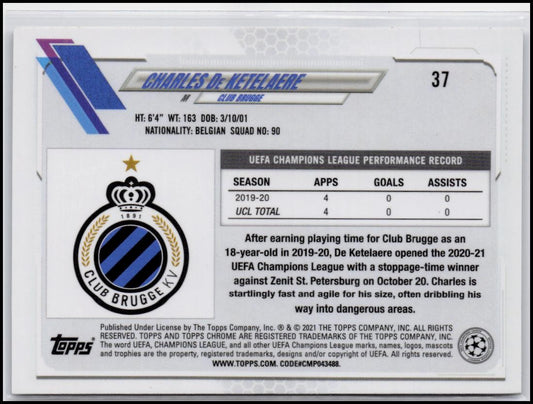 CHARLES DE KETELAERE
37
M CLUB BRUGGE
HT: 6'4" WT: 163 DOB: 3/10/01
NATIONALITY: BELGIAN SQUAD NO: 90
UEFA CHAMPIONS LEAGUE PERFORMANCE RECORD
SEASON APPS GOALS ASSISTS
2019-20 4 0 0
UCL TOTAL 4 0 0
1891
CLUB BRUGGE KV
After earning playing time for Club Brugge as an
18-year-old in 2019-20, De Ketelaere opened the 2020-21
UEFA Champions League with a stoppage-time winner
against Zenit St. Petersburg on October 20. Charles is
startlingly fast and agile for his size, often dribbling his
way into dangerous areas.
Topps
Published Under License by The Topps Company, Inc. ® & © 2021 THE TOPPS COMPANY, INC. ALL RIGHTS
RESERVED. TOPPS AND TOPPS CHROME ARE REGISTERED TRADEMARKS OF THE TOPPS COMPANY, INC.
The word UEFA, CHAMPIONS LEAGUE, and all other UEFA Champions League marks, names, logos, mascots
and trophies are the property, registered trademarks, designs and/or copyright of UEFA. All rights reserved.
WWW.TOPPS.COM. CODE#CMP043488.